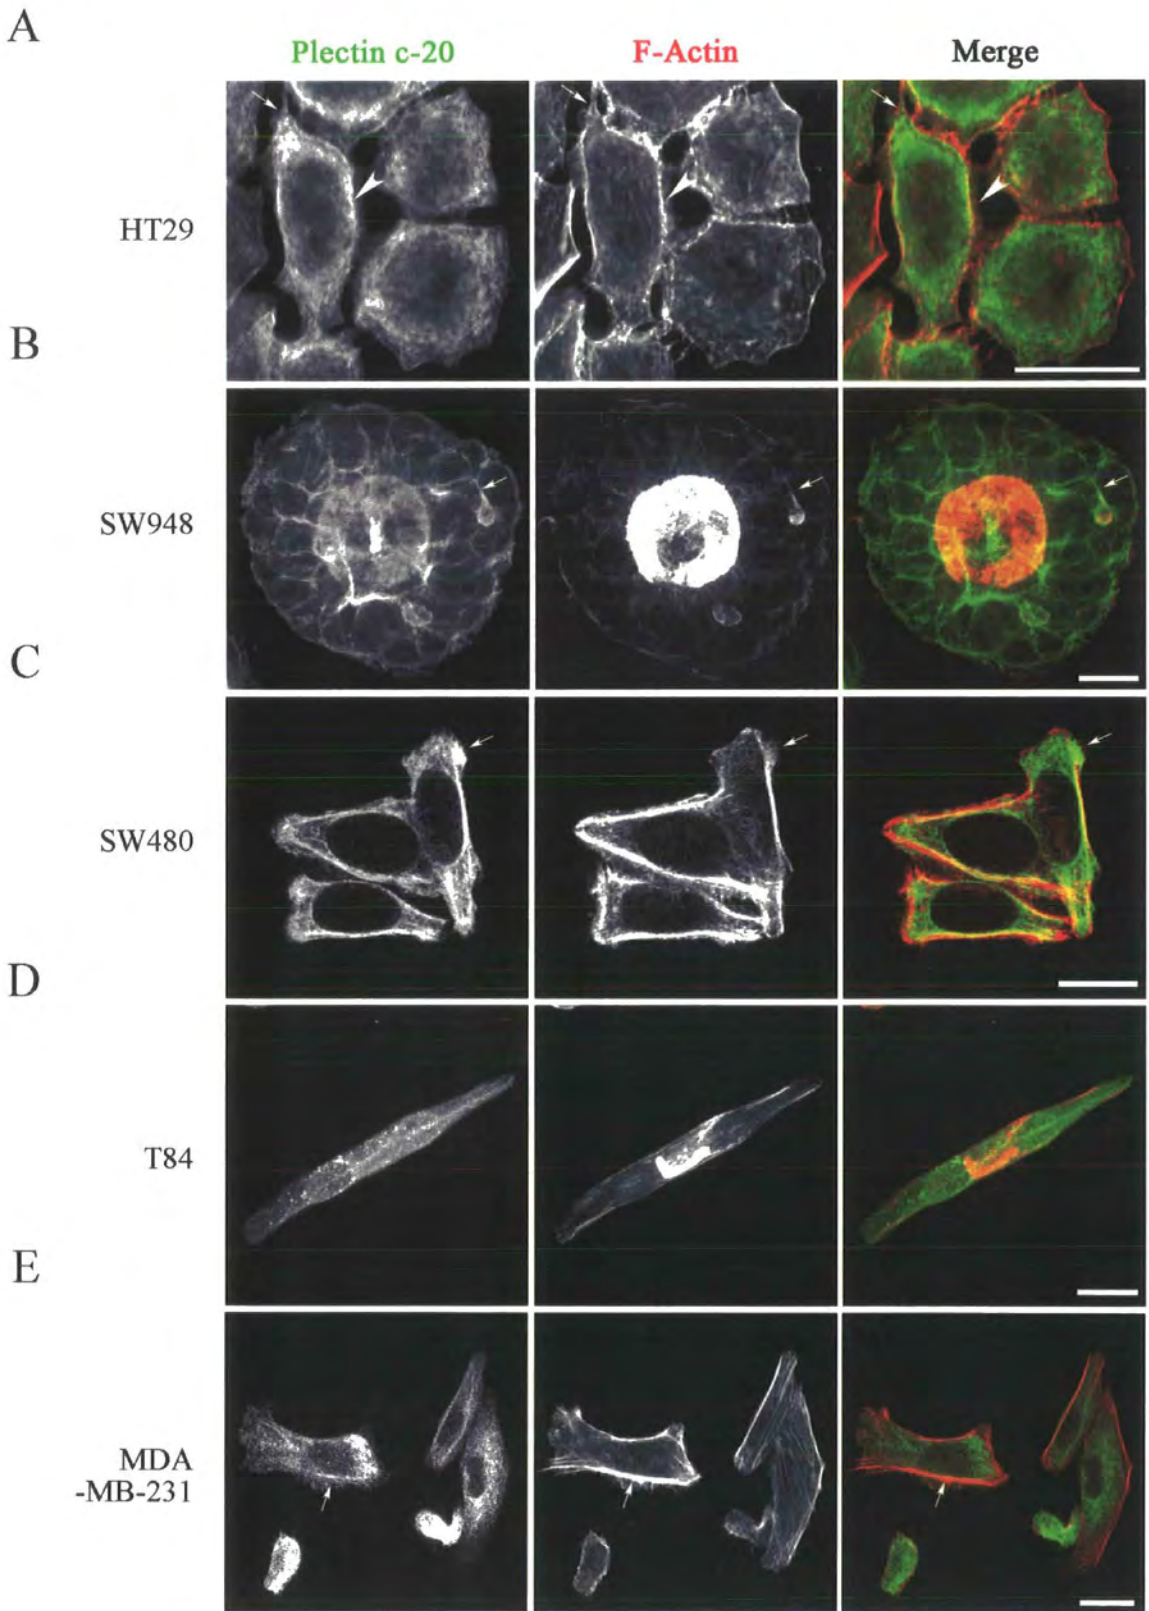 A
Plectin c-20 F-Actin Merge
HT29
B
SW948
C
SW480
D
T84
E
MDA
-MB-231